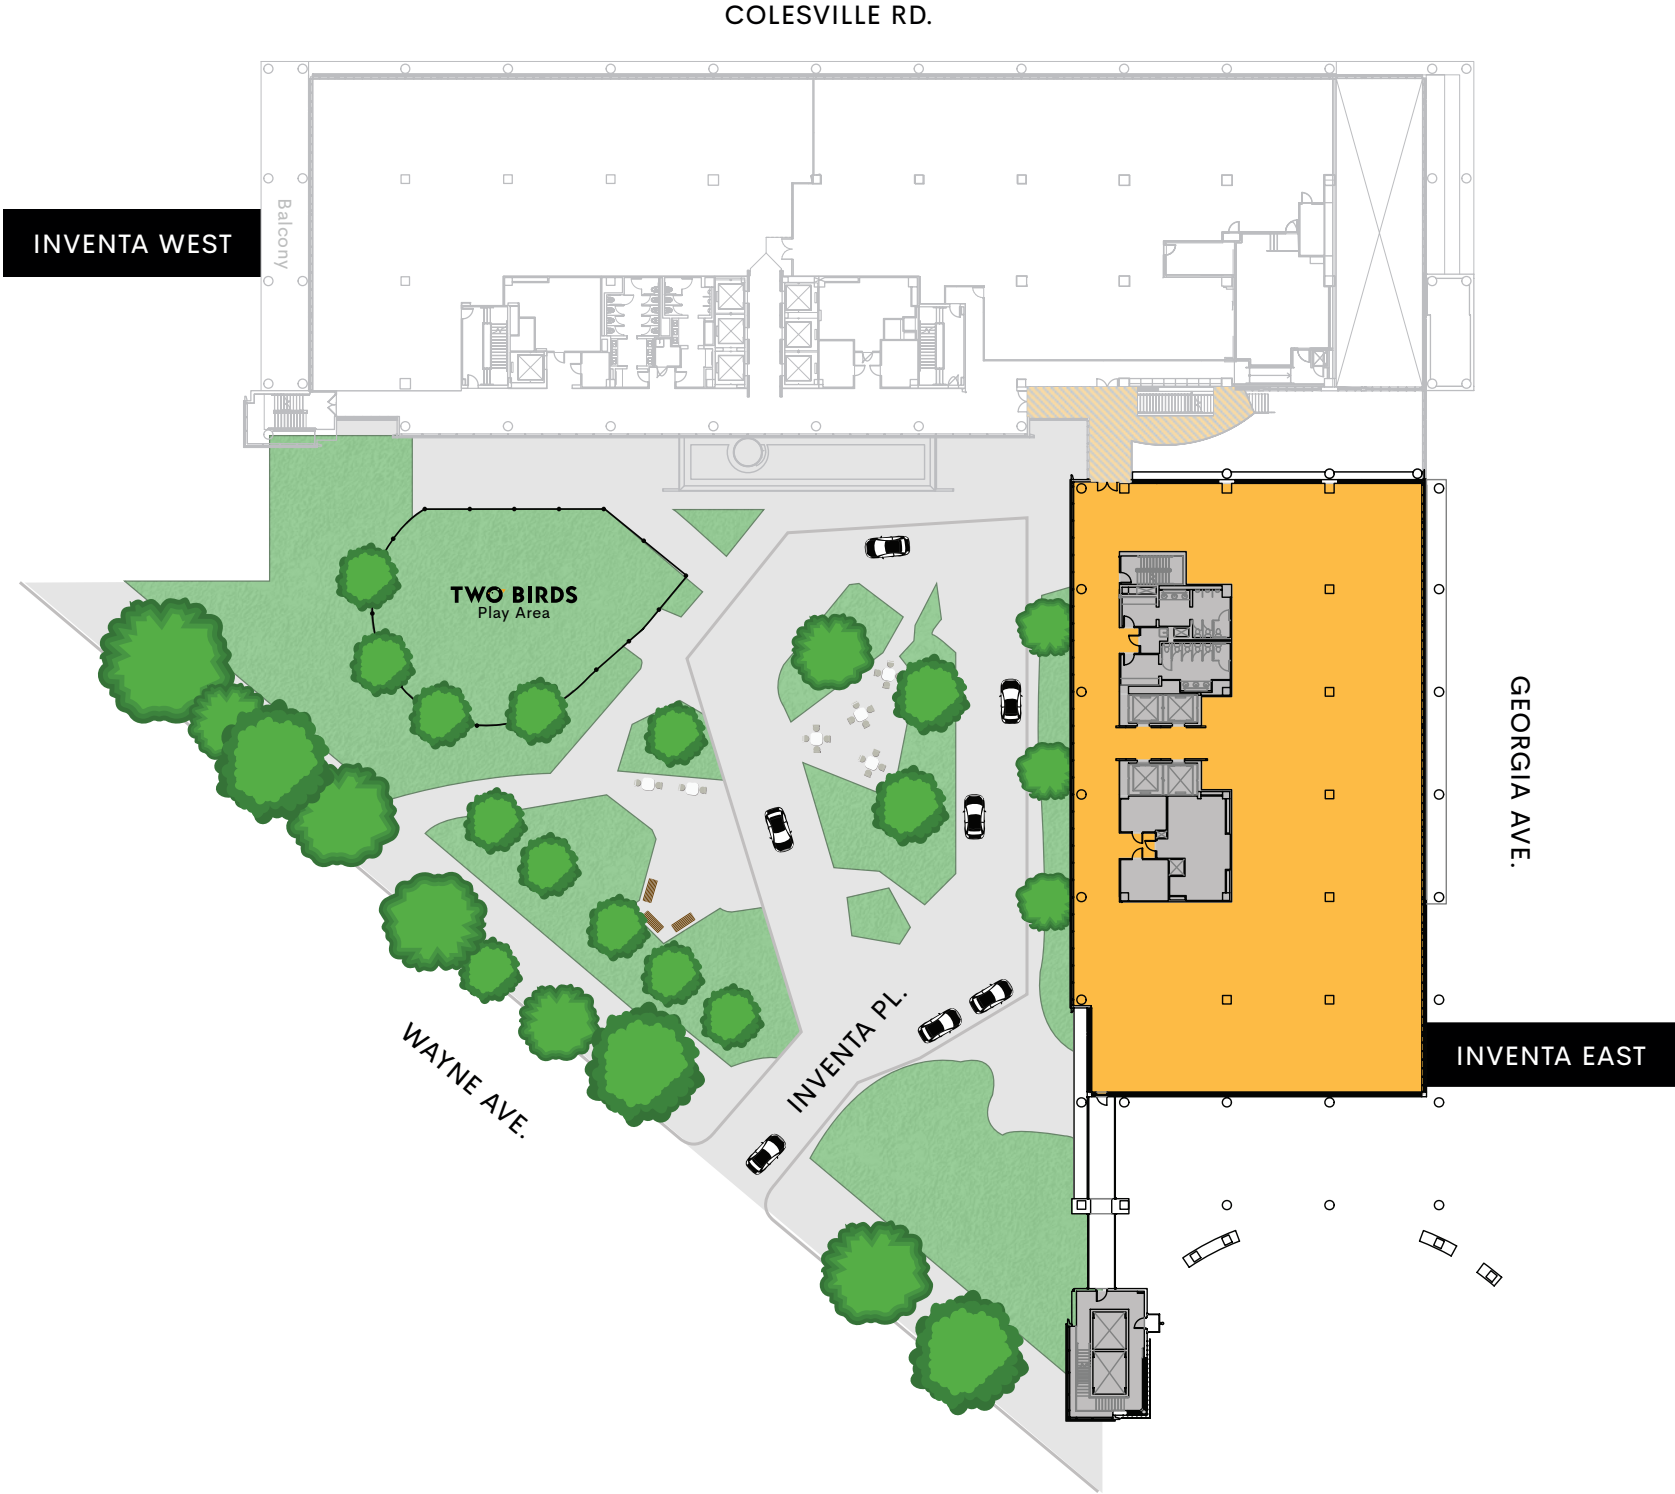 COLESVILLE RD.
INVENTA WEST
Balcony
TWO BIRDS
Play Area
GEORGIA AVE.
INVENTA PL.
WAYNE AVE.
INVENTA EAST